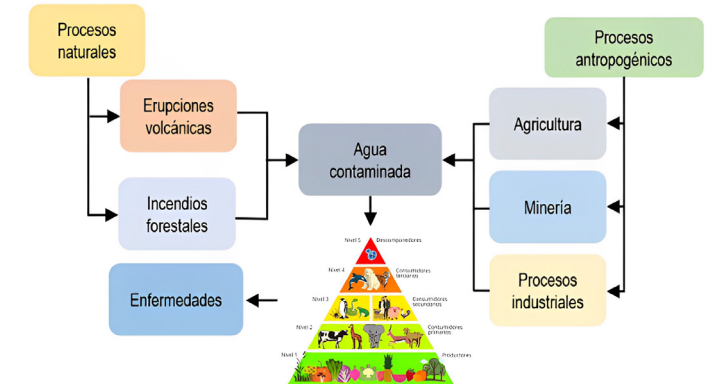 Procesos
naturales
Procesos
antropogénicos
Erupciones
volcánicas
Agricultura
Agua
contaminada
Incendios
forestales
Minería
Nivel 5 Descomponedores
Nivel 4 Consumidores
terciarios
Enfermedades
Nivel 3 Consumidores
secundarios
Procesos
industriales
Nivel 2 Consumidores
primarios
Nivel 1 Productores